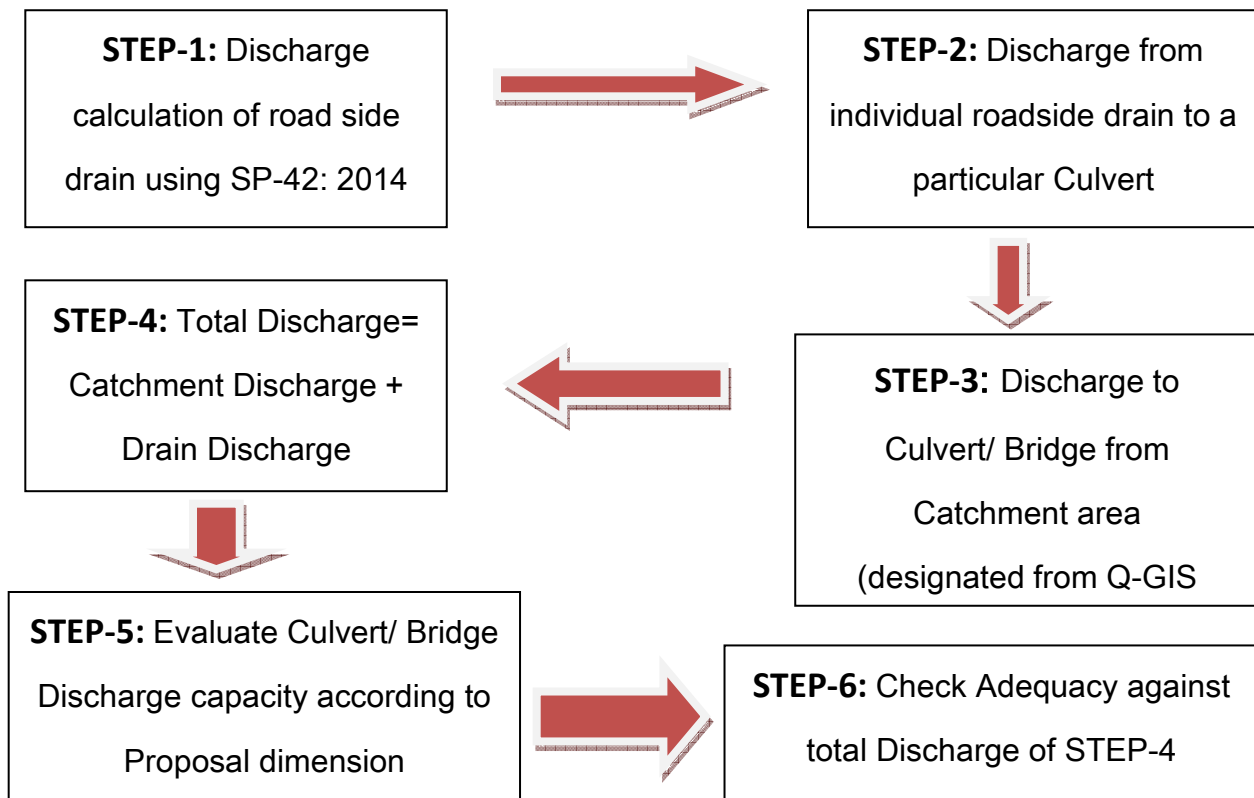 STEP-1: Discharge
calculation of road side
drain using SP-42: 2014
STEP-2: Discharge from
individual roadside drain to a
particular Culvert
STEP-3: Discharge to
Culvert/ Bridge from
Catchment area
(designated from Q-GIS
STEP-4: Total Discharge=
Catchment Discharge +
Drain Discharge
STEP-5: Evaluate Culvert/ Bridge
Discharge capacity according to
Proposal dimension
STEP-6: Check Adequacy against
total Discharge of STEP-4